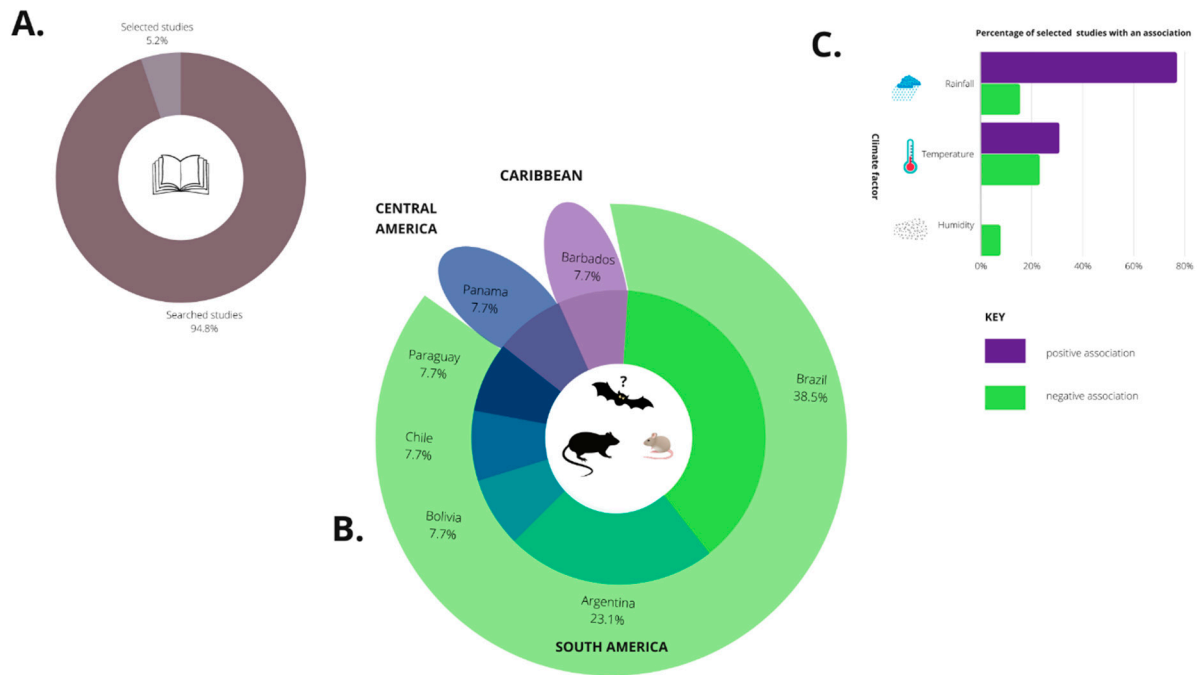 A.
Selected studies
5.2%
Searched studies
94.8%
B.
CARIBBEAN
CENTRAL
AMERICA
Barbados
7.7%
Panama
7.7%
Paraguay
7.7%
Chile
7.7%
Bolivia
7.7%
Argentina
23.1%
Brazil
38.5%
SOUTH AMERICA
?
C.
Percentage of selected studies with an association
Climate factor
Rainfall
Temperature
Humidity
0%
20%
40%
60%
80%
KEY
positive association
negative association